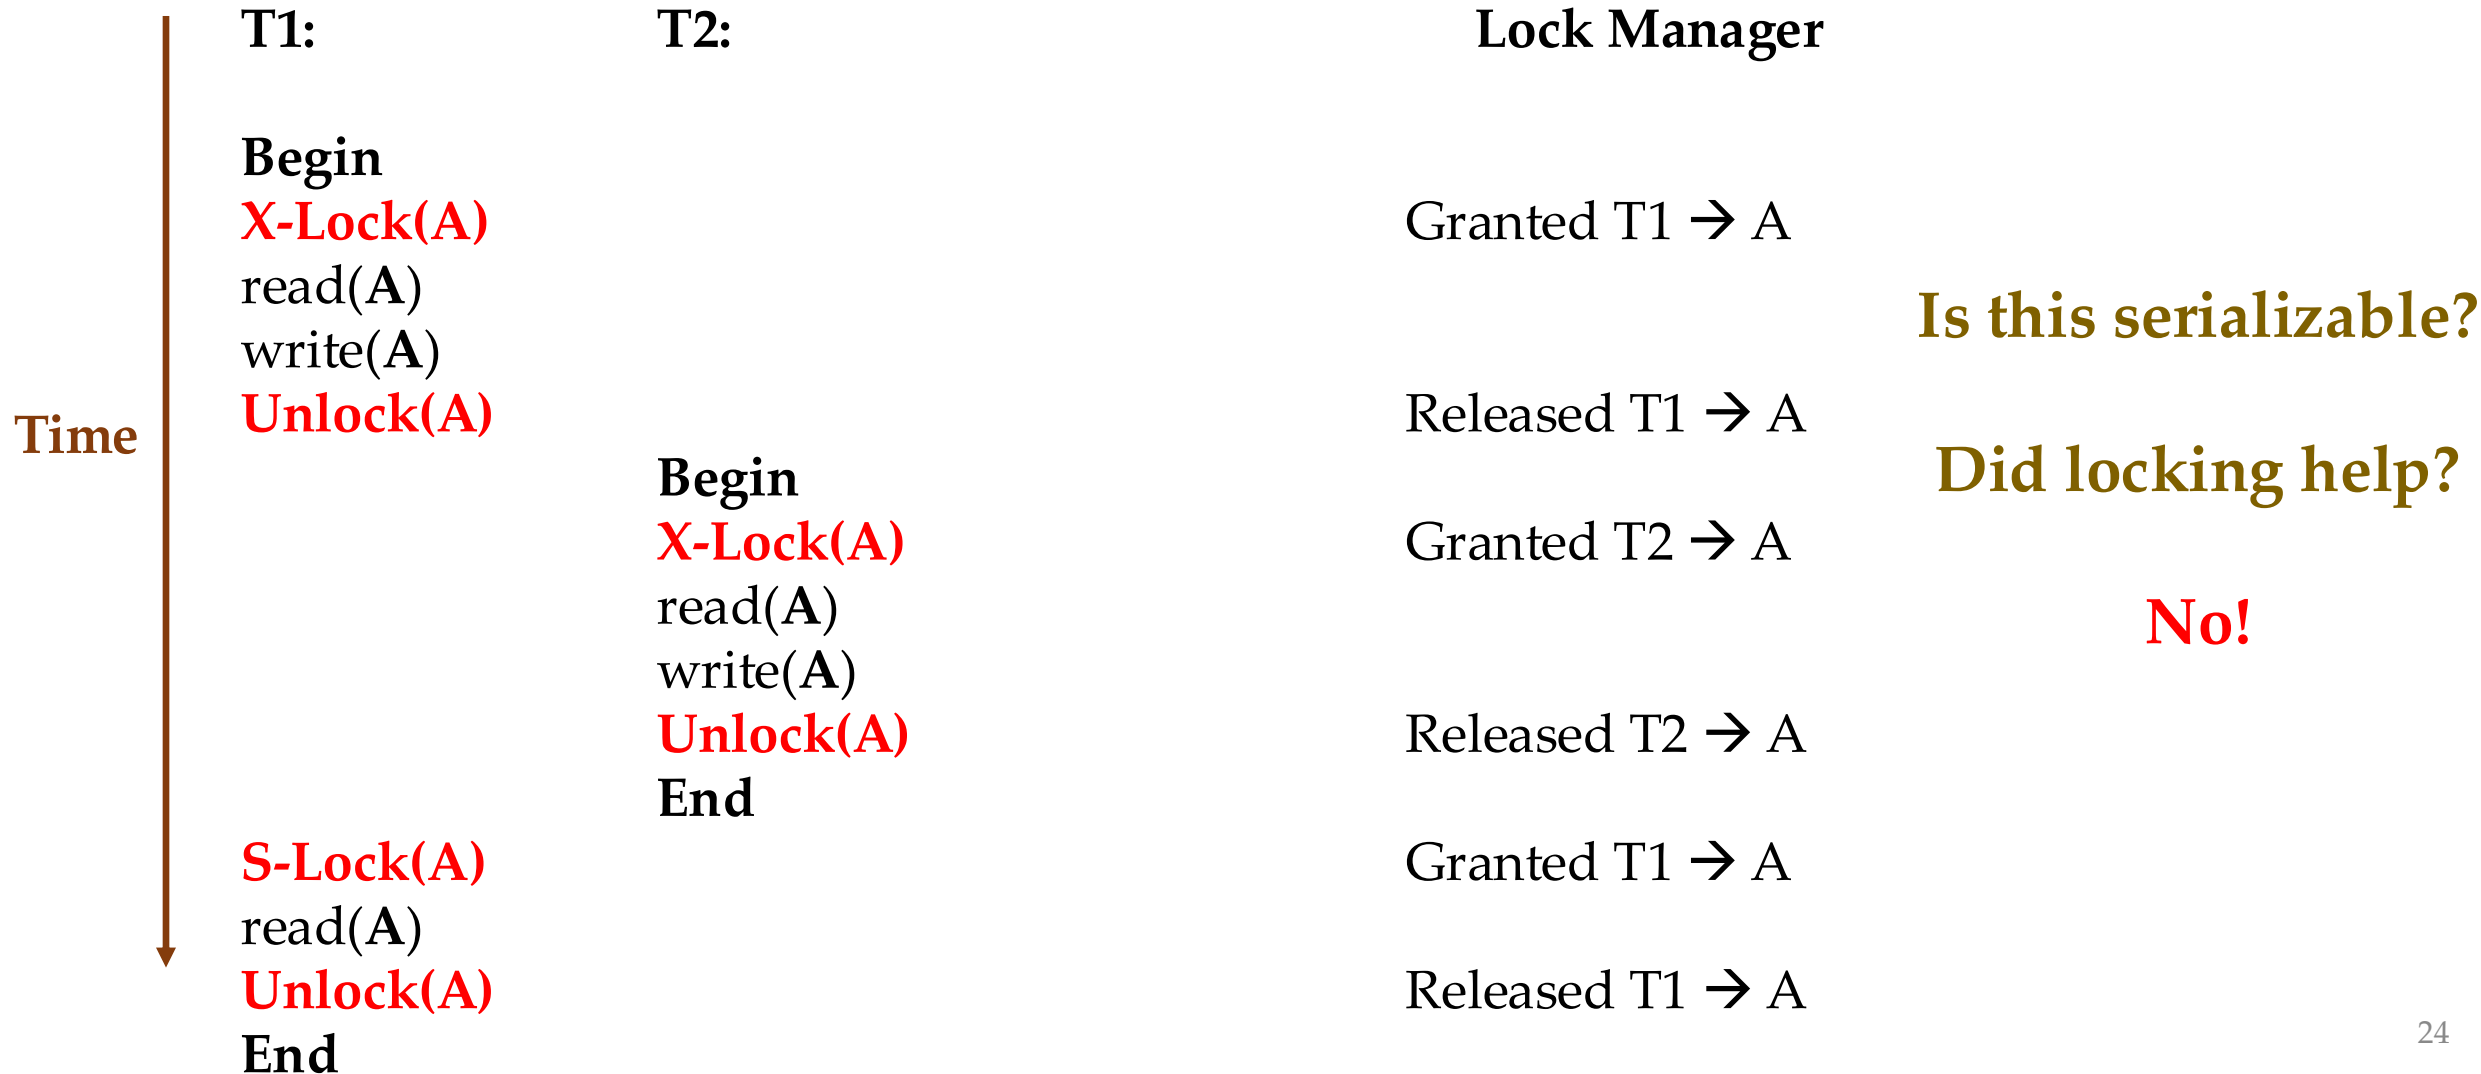 T1: T2: Lock Manager
Begin
X-Lock(A) Granted T1 → A
read(A)
Is this serializable?
write(A)
Unlock(A) Released T1 → A
Time
Begin
Did locking help?
X-Lock(A) Granted T2 → A
read(A)
No!
write(A)
Unlock(A) Released T2 → A
End
S-Lock(A) Granted T1 → A
read(A)
Unlock(A) Released T1 → A
24
End